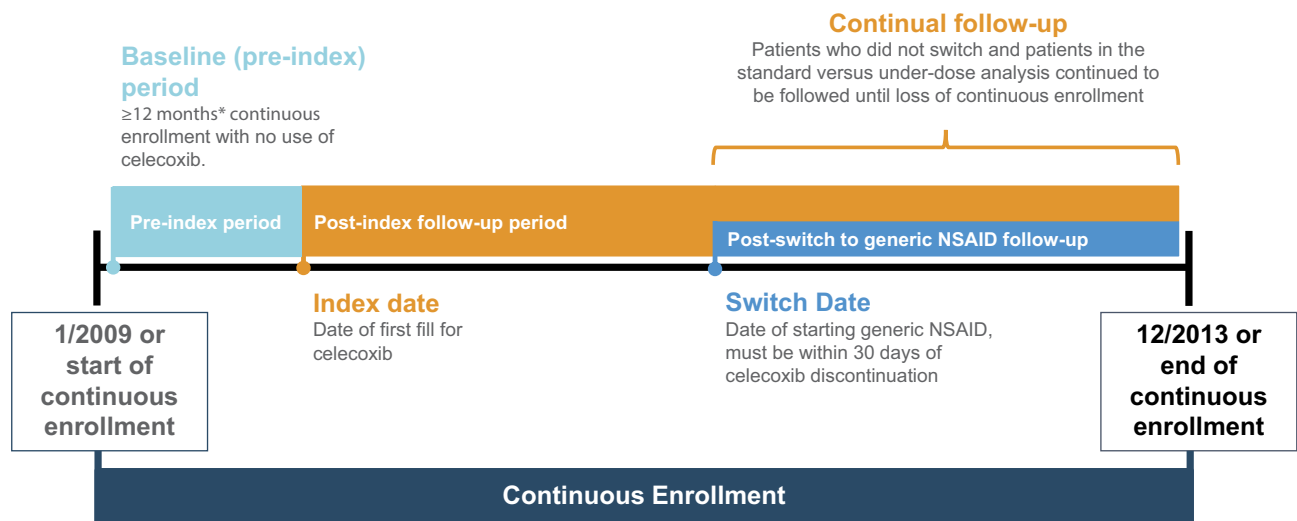 Continual follow-up
Patients who did not switch and patients in the
standard versus under-dose analysis continued to
be followed until loss of continuous enrollment
Baseline (pre-index)
period
≥12 months* continuous
enrollment with no use of
celecoxib.
Pre-index period
Post-index follow-up period
Post-switch to generic NSAID follow-up
Index date
Date of first fill for
celecoxib
Switch Date
Date of starting generic NSAID,
must be within 30 days of
celecoxib discontinuation
1/2009 or
start of
continuous
enrollment
12/2013 or
end of
continuous
enrollment
Continuous Enrollment